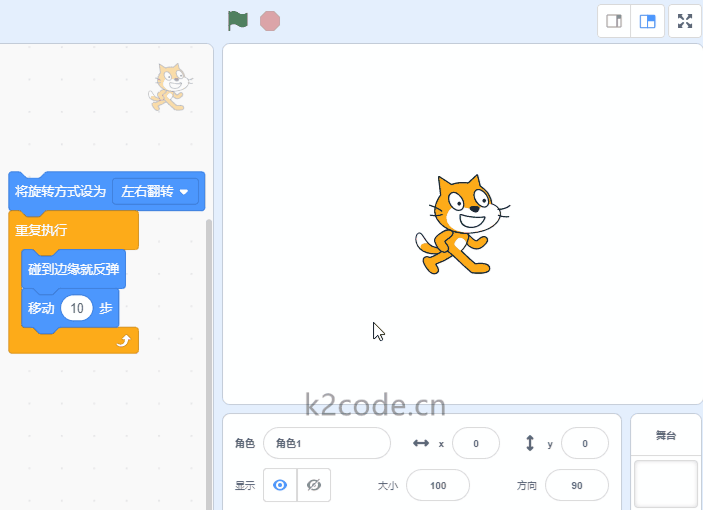 将旋转方式设为 左右翻转
重复执行
碰到边缘就反弹
移动 10 步
k2code.cn
角色 角色1 x 0 y 0
显示 大小 100 方向 90
舞台